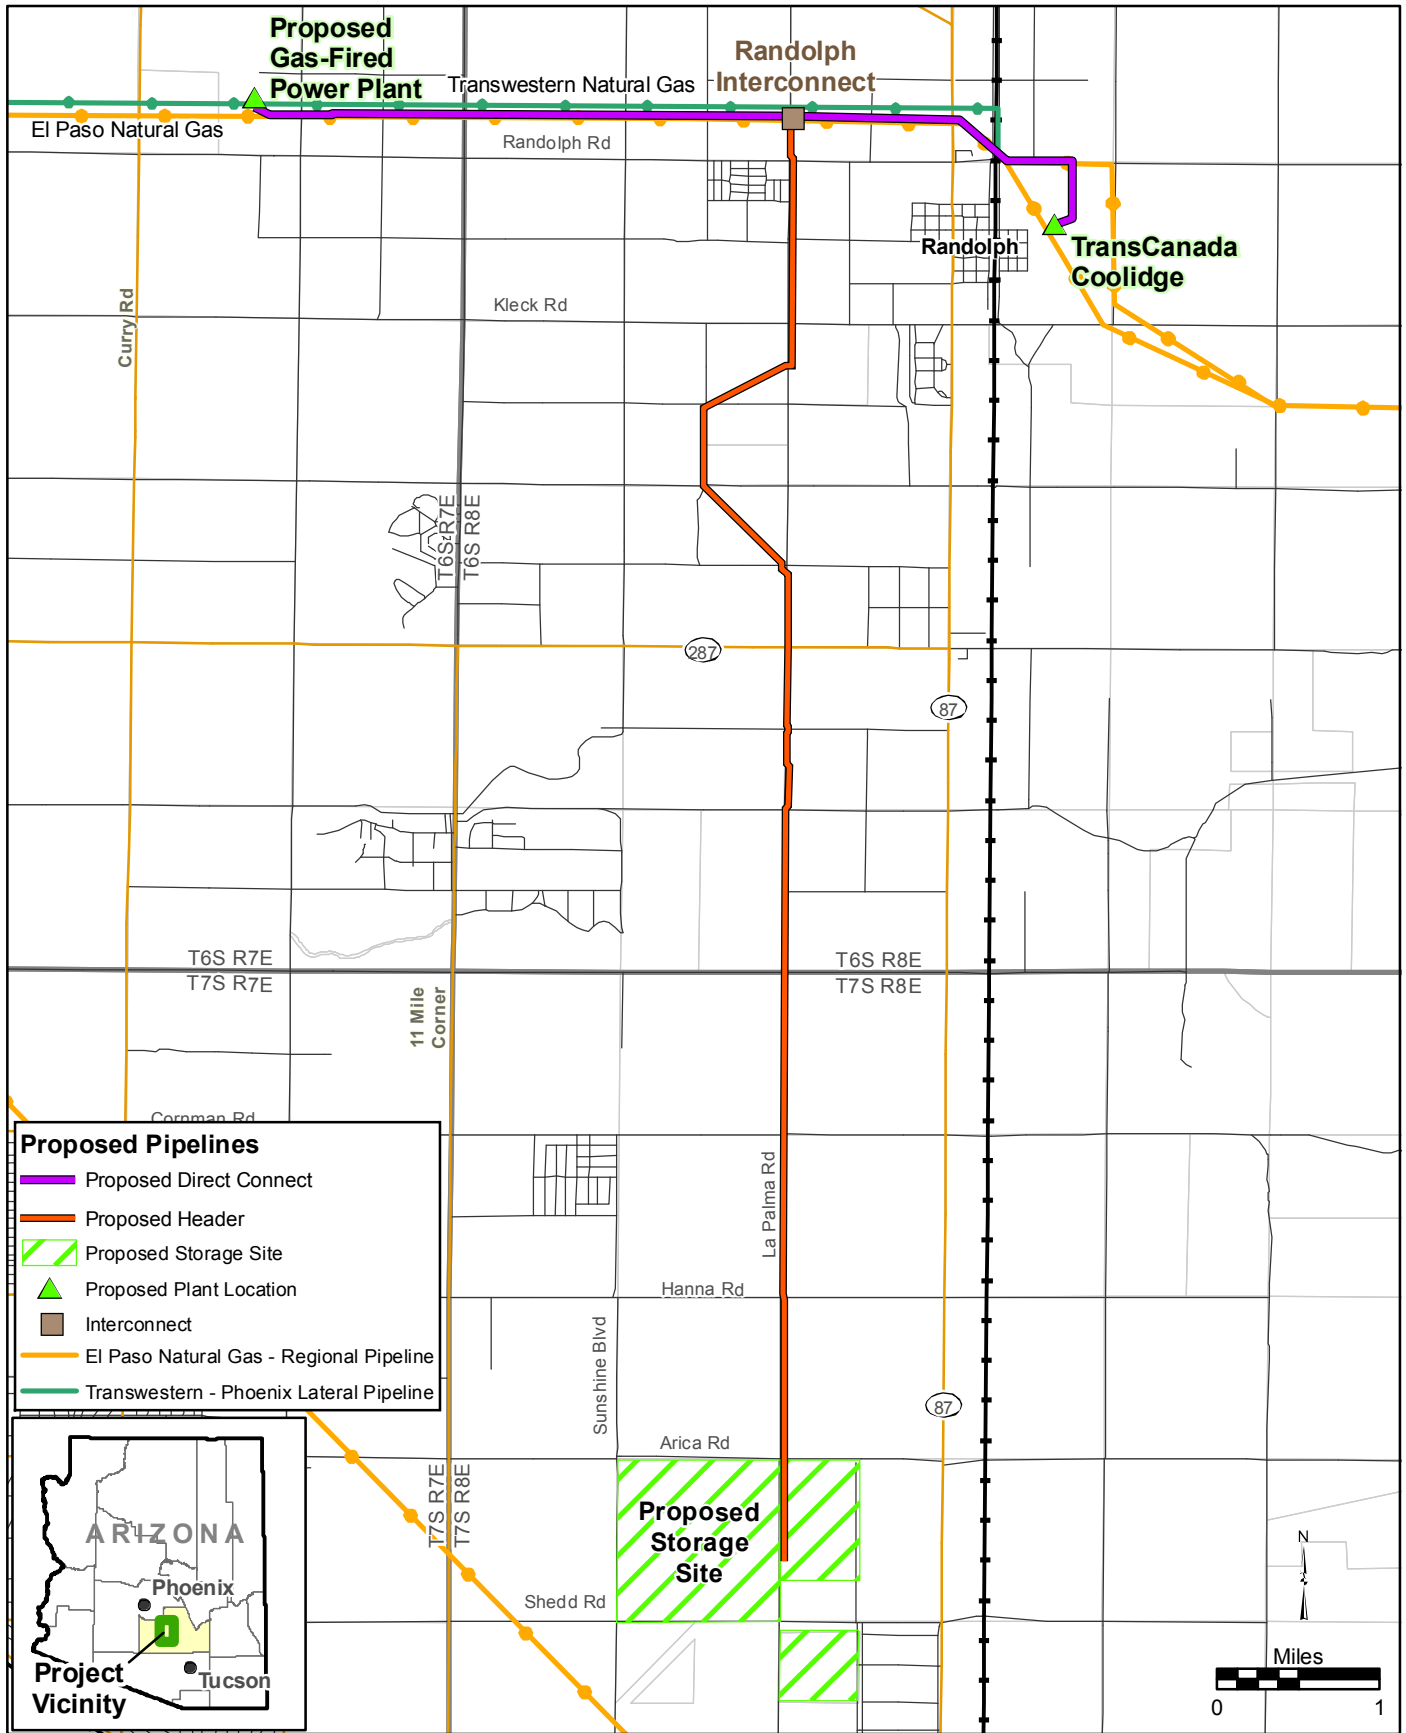 Proposed
Gas-Fired
Power Plant
Transwestern Natural Gas
Randolph
Interconnect
El Paso Natural Gas
Randolph Rd
Randolph
TransCanada
Coolidge
Kleck Rd
Curry Rd
T6S R7E
T6S R8E
287
87
T6S R7E
T7S R7E
T6S R8E
T7S R8E
11 Mile
Corner
Cornman Rd
La Palma Rd
Hanna Rd
Sunshine Blvd
87
Arica Rd
T7S R7E
T7S R8E
Proposed
Storage
Site
Shedd Rd
Proposed Pipelines
Proposed Direct Connect
Proposed Header
Proposed Storage Site
Proposed Plant Location
Interconnect
El Paso Natural Gas - Regional Pipeline
Transwestern - Phoenix Lateral Pipeline
ARIZONA
Phoenix
Project
Vicinity
Tucson
N
Miles
0 1